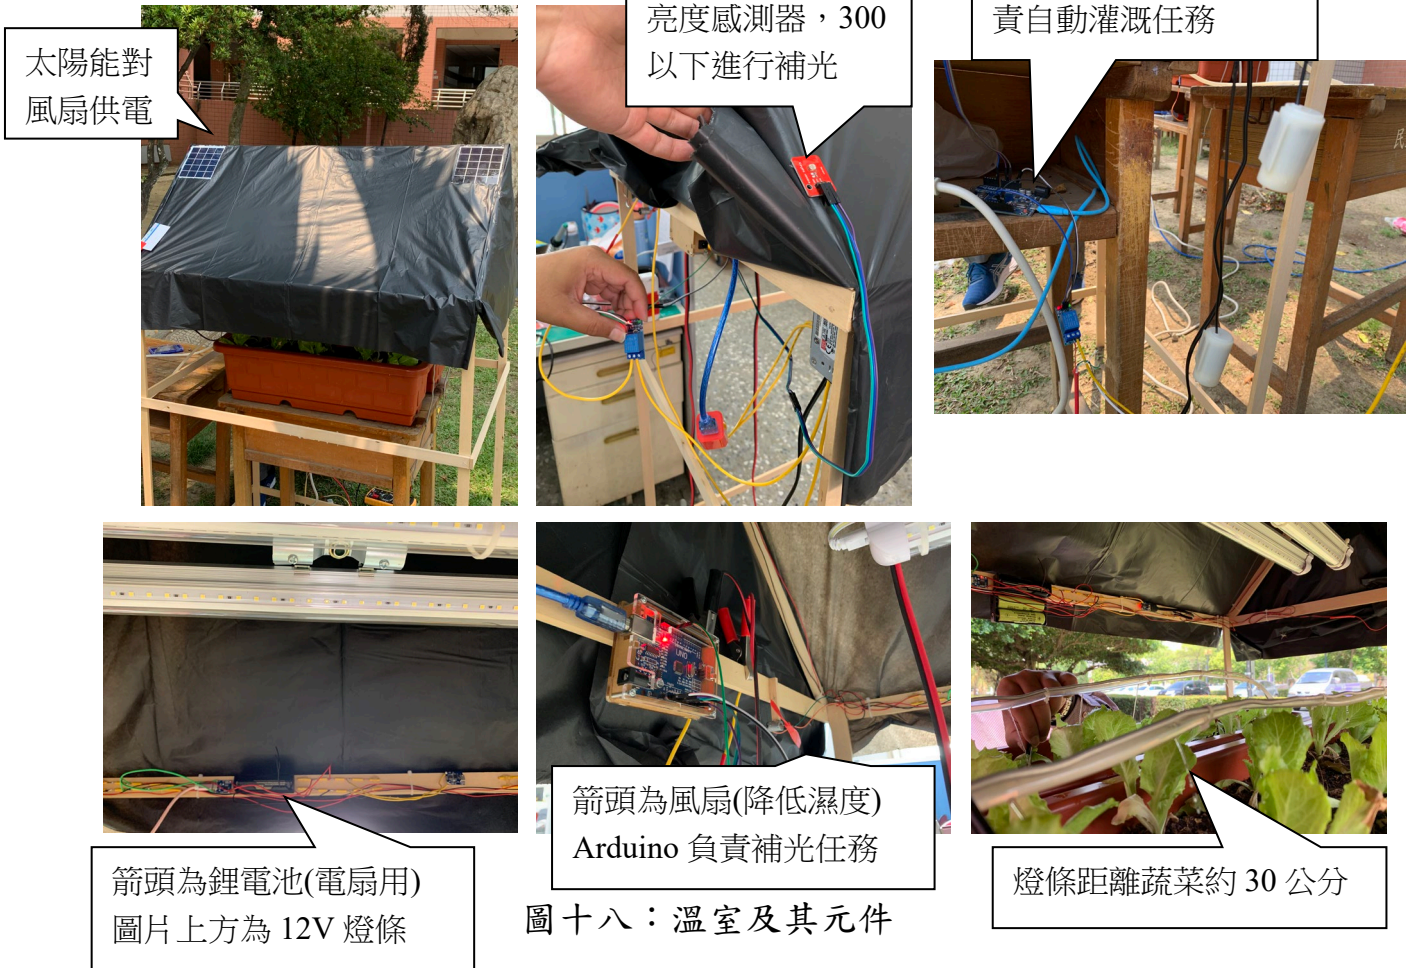 太陽能對
風扇供電
亮度感測器，300
以下進行補光
責自動灌溉任務
民
UNO
箭頭為鋰電池(電扇用)
圖片上方為 12V 燈條
箭頭為風扇(降低濕度)
Arduino 負責補光任務
燈條距離蔬菜約 30 公分
圖十八：溫室及其元件